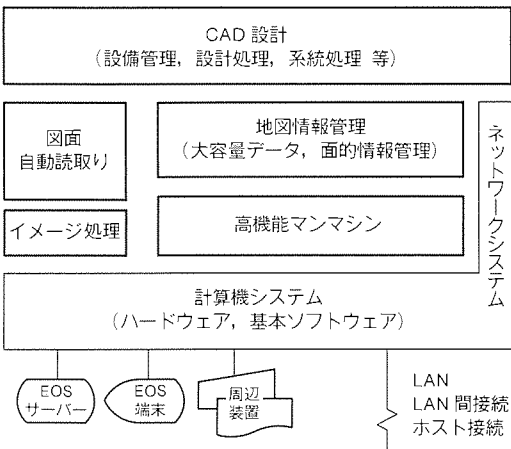 CAD 設計
（設備管理，設計処理，系統処理 等）
図面
自動読取り
地図情報管理
（大容量データ，面的情報管理）
ネットワークシステム
イメージ処理
高機能マンマシン
計算機システム
（ハードウェア，基本ソフトウェア）
EOS
サーバー
EOS
端末
周辺
装置
LAN
LAN 間接続
ホスト接続